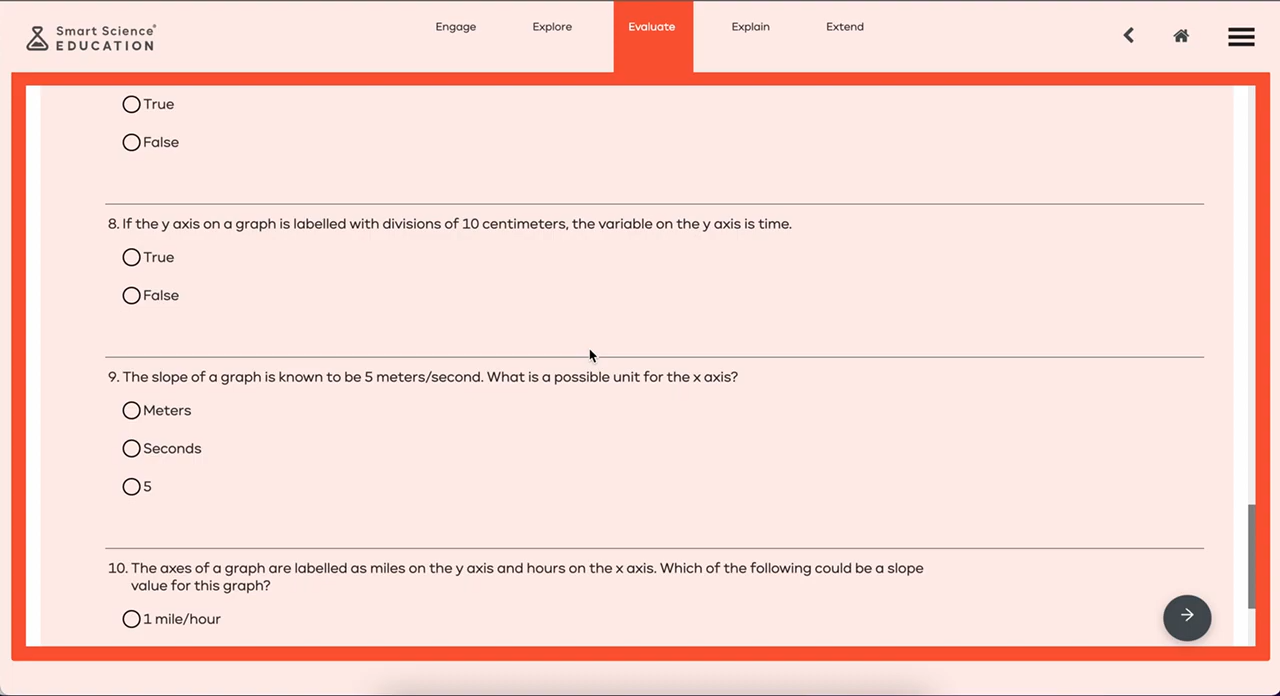 Smart Science®
EDUCATION
Engage
Explore
Evaluate
Explain
Extend
True
False
8. If the y axis on a graph is labelled with divisions of 10 centimeters, the variable on the y axis is time.
True
False
9. The slope of a graph is known to be 5 meters/second. What is a possible unit for the x axis?
Meters
Seconds
5
10. The axes of a graph are labelled as miles on the y axis and hours on the x axis. Which of the following could be a slope
value for this graph?
1 mile/hour